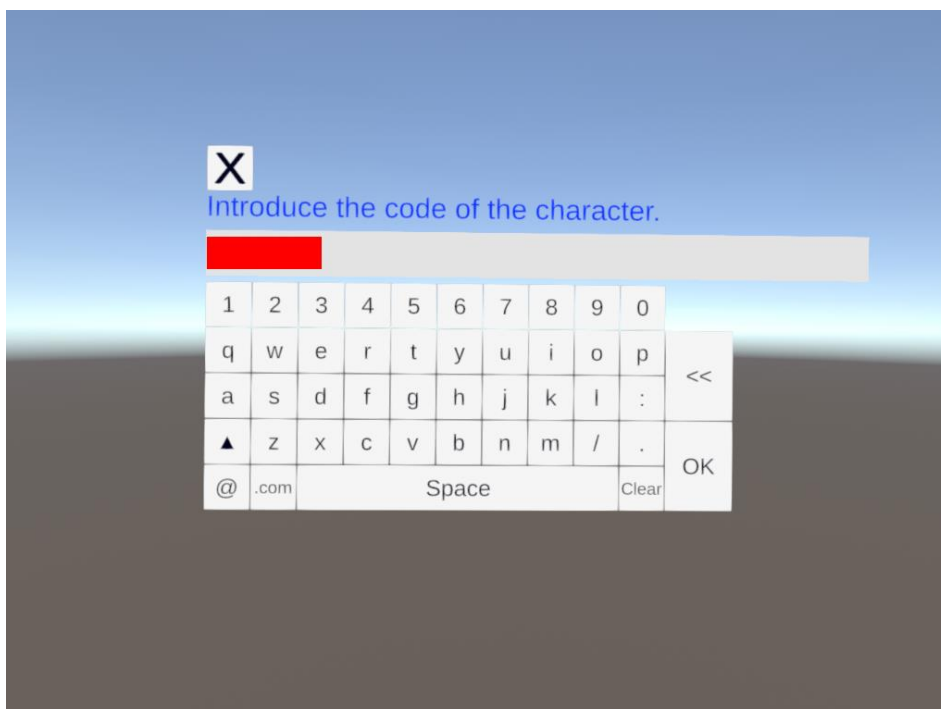 X
Introduce the code of the character.
1 2 3 4 5 6 7 8 9 0
q w e r t y u i o p
<<
a s d f g h j k l :
▲ z x c v b n m / .
OK
@ .com Space Clear